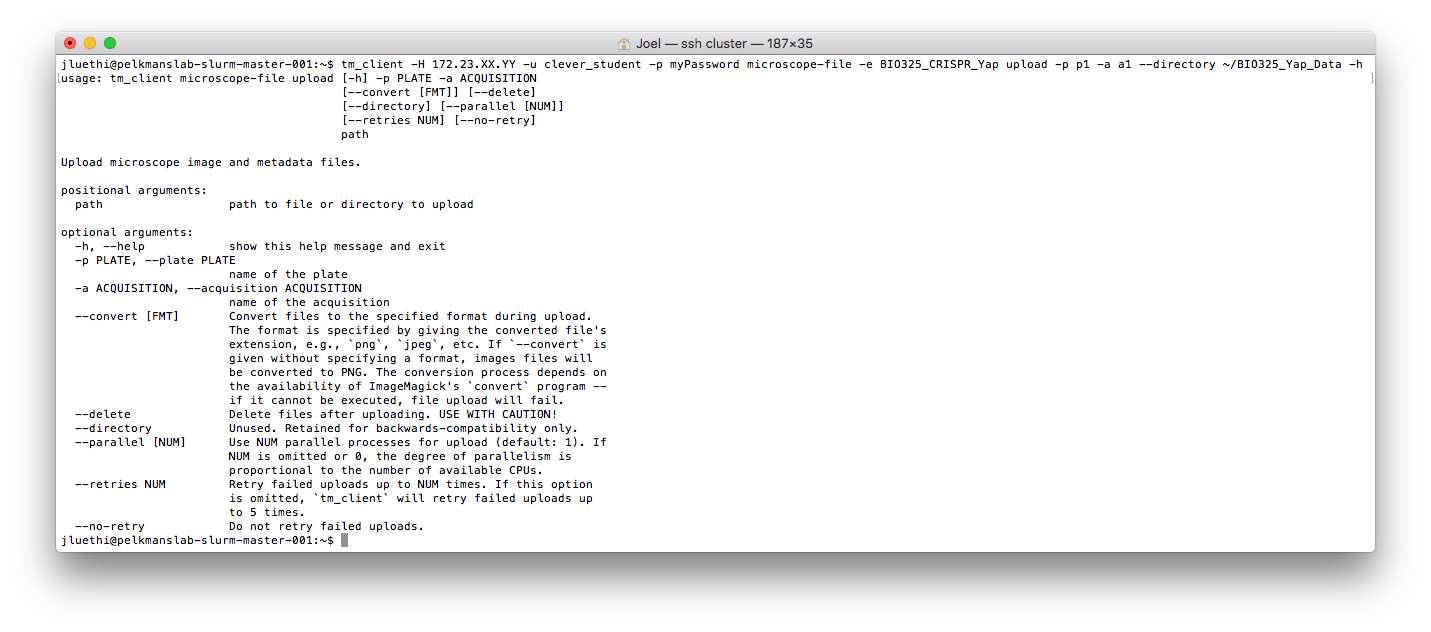 Joel — ssh cluster — 187×35
jluethi@pelkmanslab-slurm-master-001:~$ tm_client -H 172.23.XX.YY -u clever_student -p myPassword microscope-file -e BIO325_CRISPR_Yap upload -p p1 -a a1 --directory ~/BIO325_Yap_Data -h
[usage: tm_client microscope-file upload [-h] -p PLATE -a ACQUISITION ]
[--convert [FMT]] [--delete]
[--directory] [--parallel [NUM]]
[--retries NUM] [--no-retry]
path
Upload microscope image and metadata files.
positional arguments:
path path to file or directory to upload
optional arguments:
-h, --help show this help message and exit
-p PLATE, --plate PLATE
name of the plate
-a ACQUISITION, --acquisition ACQUISITION
name of the acquisition
--convert [FMT] Convert files to the specified format during upload.
The format is specified by giving the converted file's
extension, e.g., `png`, `jpeg`, etc. If `--convert` is
given without specifying a format, images files will
be converted to PNG. The conversion process depends on
the availability of ImageMagick's `convert` program --
if it cannot be executed, file upload will fail.
--delete Delete files after uploading. USE WITH CAUTION!
--directory Unused. Retained for backwards-compatibility only.
--parallel [NUM] Use NUM parallel processes for upload (default: 1). If
NUM is omitted or 0, the degree of parallelism is
proportional to the number of available CPUs.
--retries NUM Retry failed uploads up to NUM times. If this option
is omitted, `tm_client` will retry failed uploads up
to 5 times.
--no-retry Do not retry failed uploads.
jluethi@pelkmanslab-slurm-master-001:~$